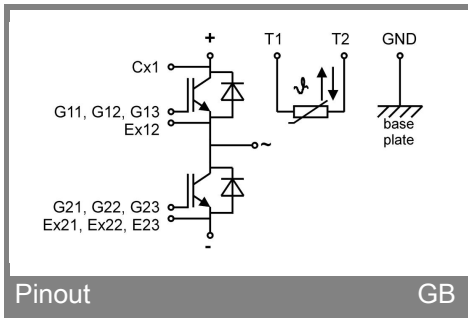 + T1 T2 GND
Cx1
ϑ
G11, G12, G13
Ex12
base
plate
~
G21, G22, G23
Ex21, Ex22, E23
-
Pinout GB